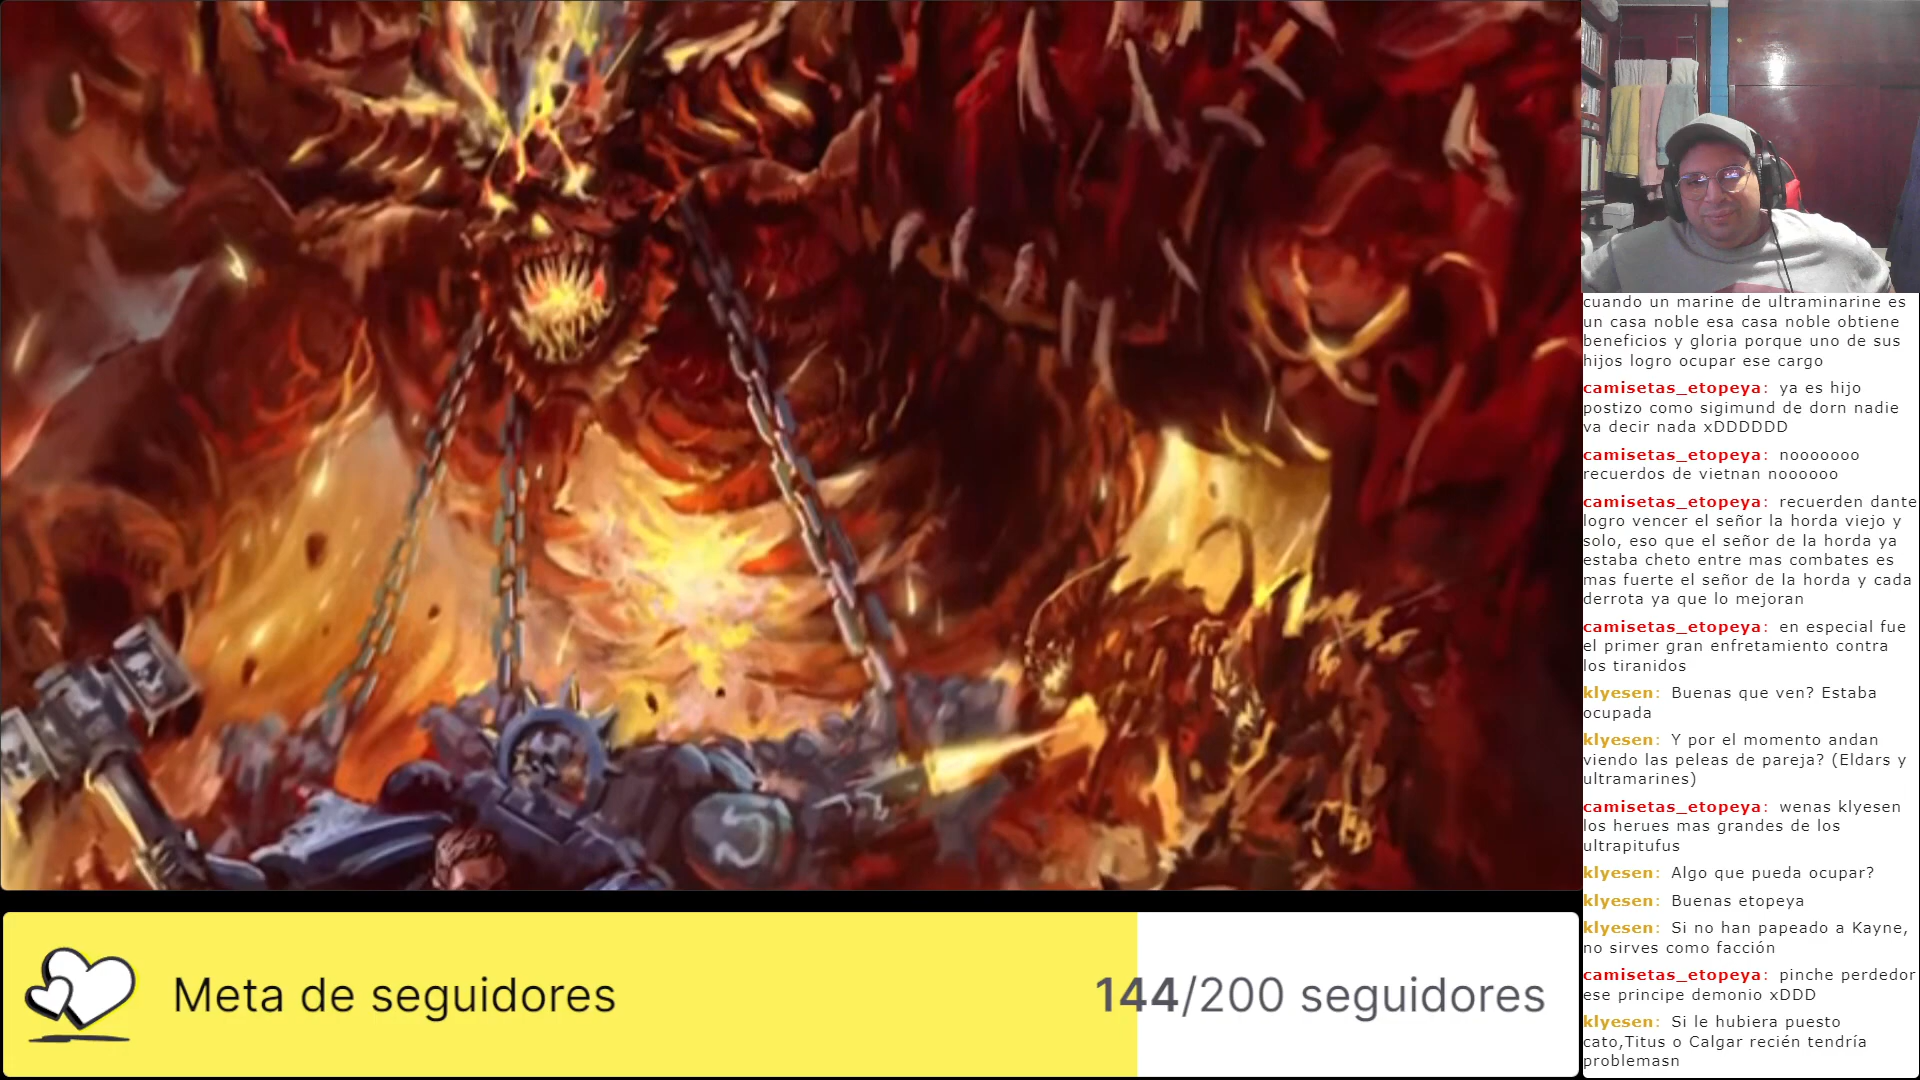 cuando un marine de ultraminarine es
un casa noble esa casa noble obtiene
beneficios y gloria porque uno de sus
hijos logro ocupar ese cargo
camisetas_etopeya: ya es hijo
postizo como sigimund de dorn nadie
va decir nada xDDDDDD
camisetas_etopeya: nooooooo
recuerdos de vietnan noooooo
camisetas_etopeya: recuerden dante
logro vencer el señor la horda viejo y
solo, eso que el señor de la horda ya
estaba cheto entre mas combates es
mas fuerte el señor de la horda y cada
derrota ya que lo mejoran
camisetas_etopeya: en especial fue
el primer gran enfretamiento contra
los tiranidos
klyesen: Buenas que ven? Estaba
ocupada
klyesen: Y por el momento andan
viendo las peleas de pareja? (Eldars y
ultramarines)
camisetas_etopeya: wenas klyesen
los herues mas grandes de los
ultrapitufus
klyesen: Algo que pueda ocupar?
klyesen: Buenas etopeya
klyesen: Si no han papeado a Kayne,
no sirves como facción
camisetas_etopeya: pinche perdedor
ese principe demonio xDDD
klyesen: Si le hubiera puesto
cato,Titus o Calgar recién tendría
problemasn
Meta de seguidores
144/200 seguidores